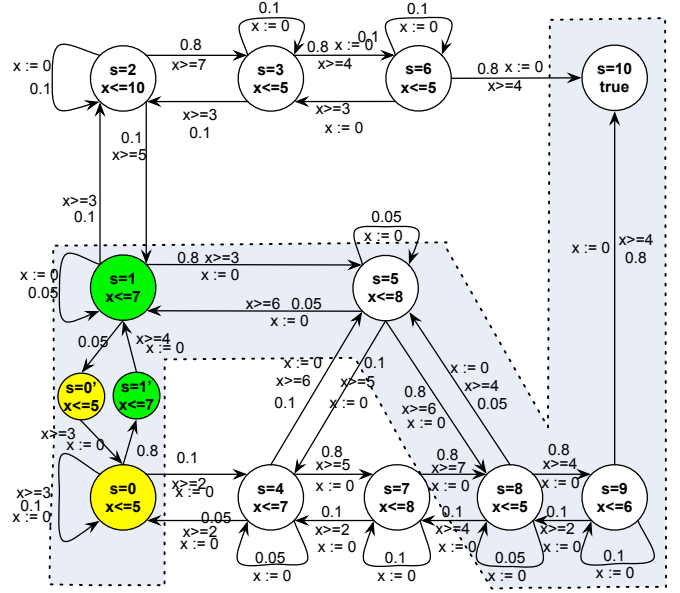 0.1
x := 0
0.1
x := 0
0.8
x>=7
0.8 x := 0
0.1
x>=4
0.8 x := 0
x>=4
x := 0
0.1
s=2
x<=10
s=3
x<=5
s=6
x<=5
s=10
true
x>=3
0.1
x>=3
x := 0
0.1
x>=5
x>=3
0.1
0.05
x := 0
x := 0
x>=4
0.8
0.8 x>=3
x := 0
x := 0
0.05
s=1
x<=7
s=5
x<=8
x>=6 0.05
x := 0
0.05
x>=4
x := 0
x := 0
x>=6
0.1
0.1
x>=5
x := 0
x := 0
x>=4
0.05
s=0'
x<=5
s=1'
x<=7
0.8
x>=6
x := 0
x>=3
x := 0
0.8
0.1
x>=2
x := 0
0.8
x>=5
x := 0
0.8
x>=7
x := 0
0.8
x>=4
x := 0
x>=3
0.1
x := 0
s=0
x<=5
s=4
x<=7
s=7
x<=8
s=8
x<=5
s=9
x<=6
0.05
x>=2
x := 0
0.1
x>=2
x := 0
0.1
x>=4
x := 0
0.1
x>=2
x := 0
0.05
x := 0
0.1
x := 0
0.05
x := 0
0.1
x := 0